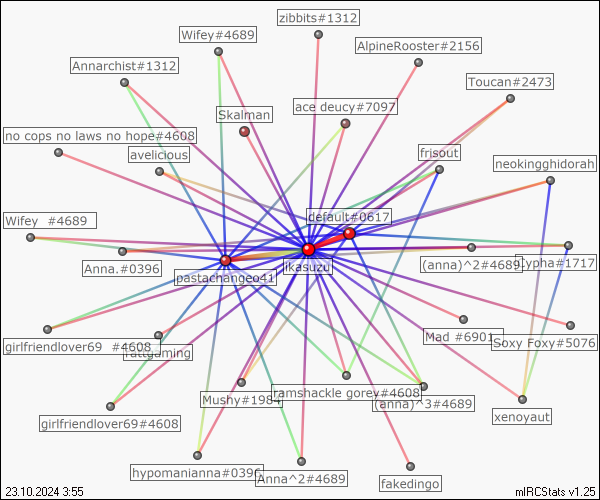 zibbits#1312
Wifey#4689
AlpineRooster#2156
Annarchist#1312
Toucan#2473
ace deucy#7097
Skalman
no cops no laws no hope#4608
avelicious
frisout
neokingghidorah
default#0617
Wifey  #4689
Anna.#0396
pastachangeo41
ikasuzu
(anna)^2#4689
Lypha#1717
girlfriendlover69  #4608
rattgaming
Mad #6901
Soxy Foxy#5076
Mushy#1984
ramshackle gorey#4608
(anna)^3#4689
xenoyaut
girlfriendlover69#4608
hypomanianna#0396
Anna^2#4689
fakedingo
23.10.2024 3:55
mIRCStats v1.25